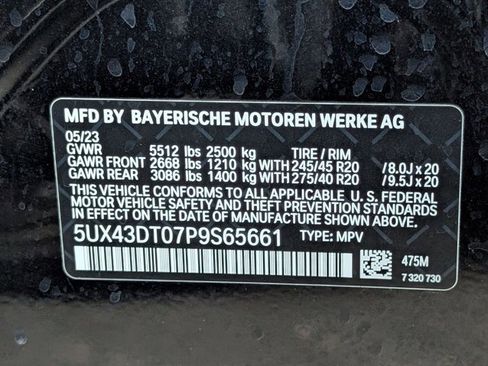 MFD BY BAYERISCHE MOTOREN WERKE AG
05/23
GVWR 5512 lbs 2500 kg TIRE / RIM
GAWR FRONT 2668 lbs 1210 kg WITH 245/45 R20 /8.0J x 20
GAWR REAR 3086 lbs 1400 kg WITH 275/40 R20 /9.5J x 20
THIS VEHICLE CONFORMS TO ALL APPLICABLE U.S. FEDERAL
MOTOR VEHICLE SAFETY AND THEFT PREVENTION STANDARDS
IN EFFECT ON THE DATE OF MANUFACTURE SHOWN ABOVE.
5UX43DT07P9S65661 TYPE: MPV
475M
7 320 730